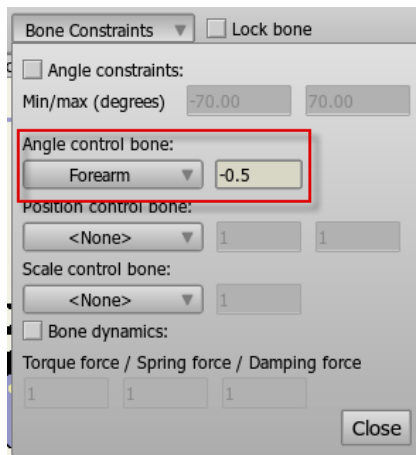 Bone Constraints Lock bone
Angle constraints:
Min/max (degrees) -70.00 70.00
Angle control bone:
Forearm -0.5
Position control bone:
<None> 1 1
Scale control bone:
<None> 1
Bone dynamics:
Torque force / Spring force / Damping force
1 1 1
Close